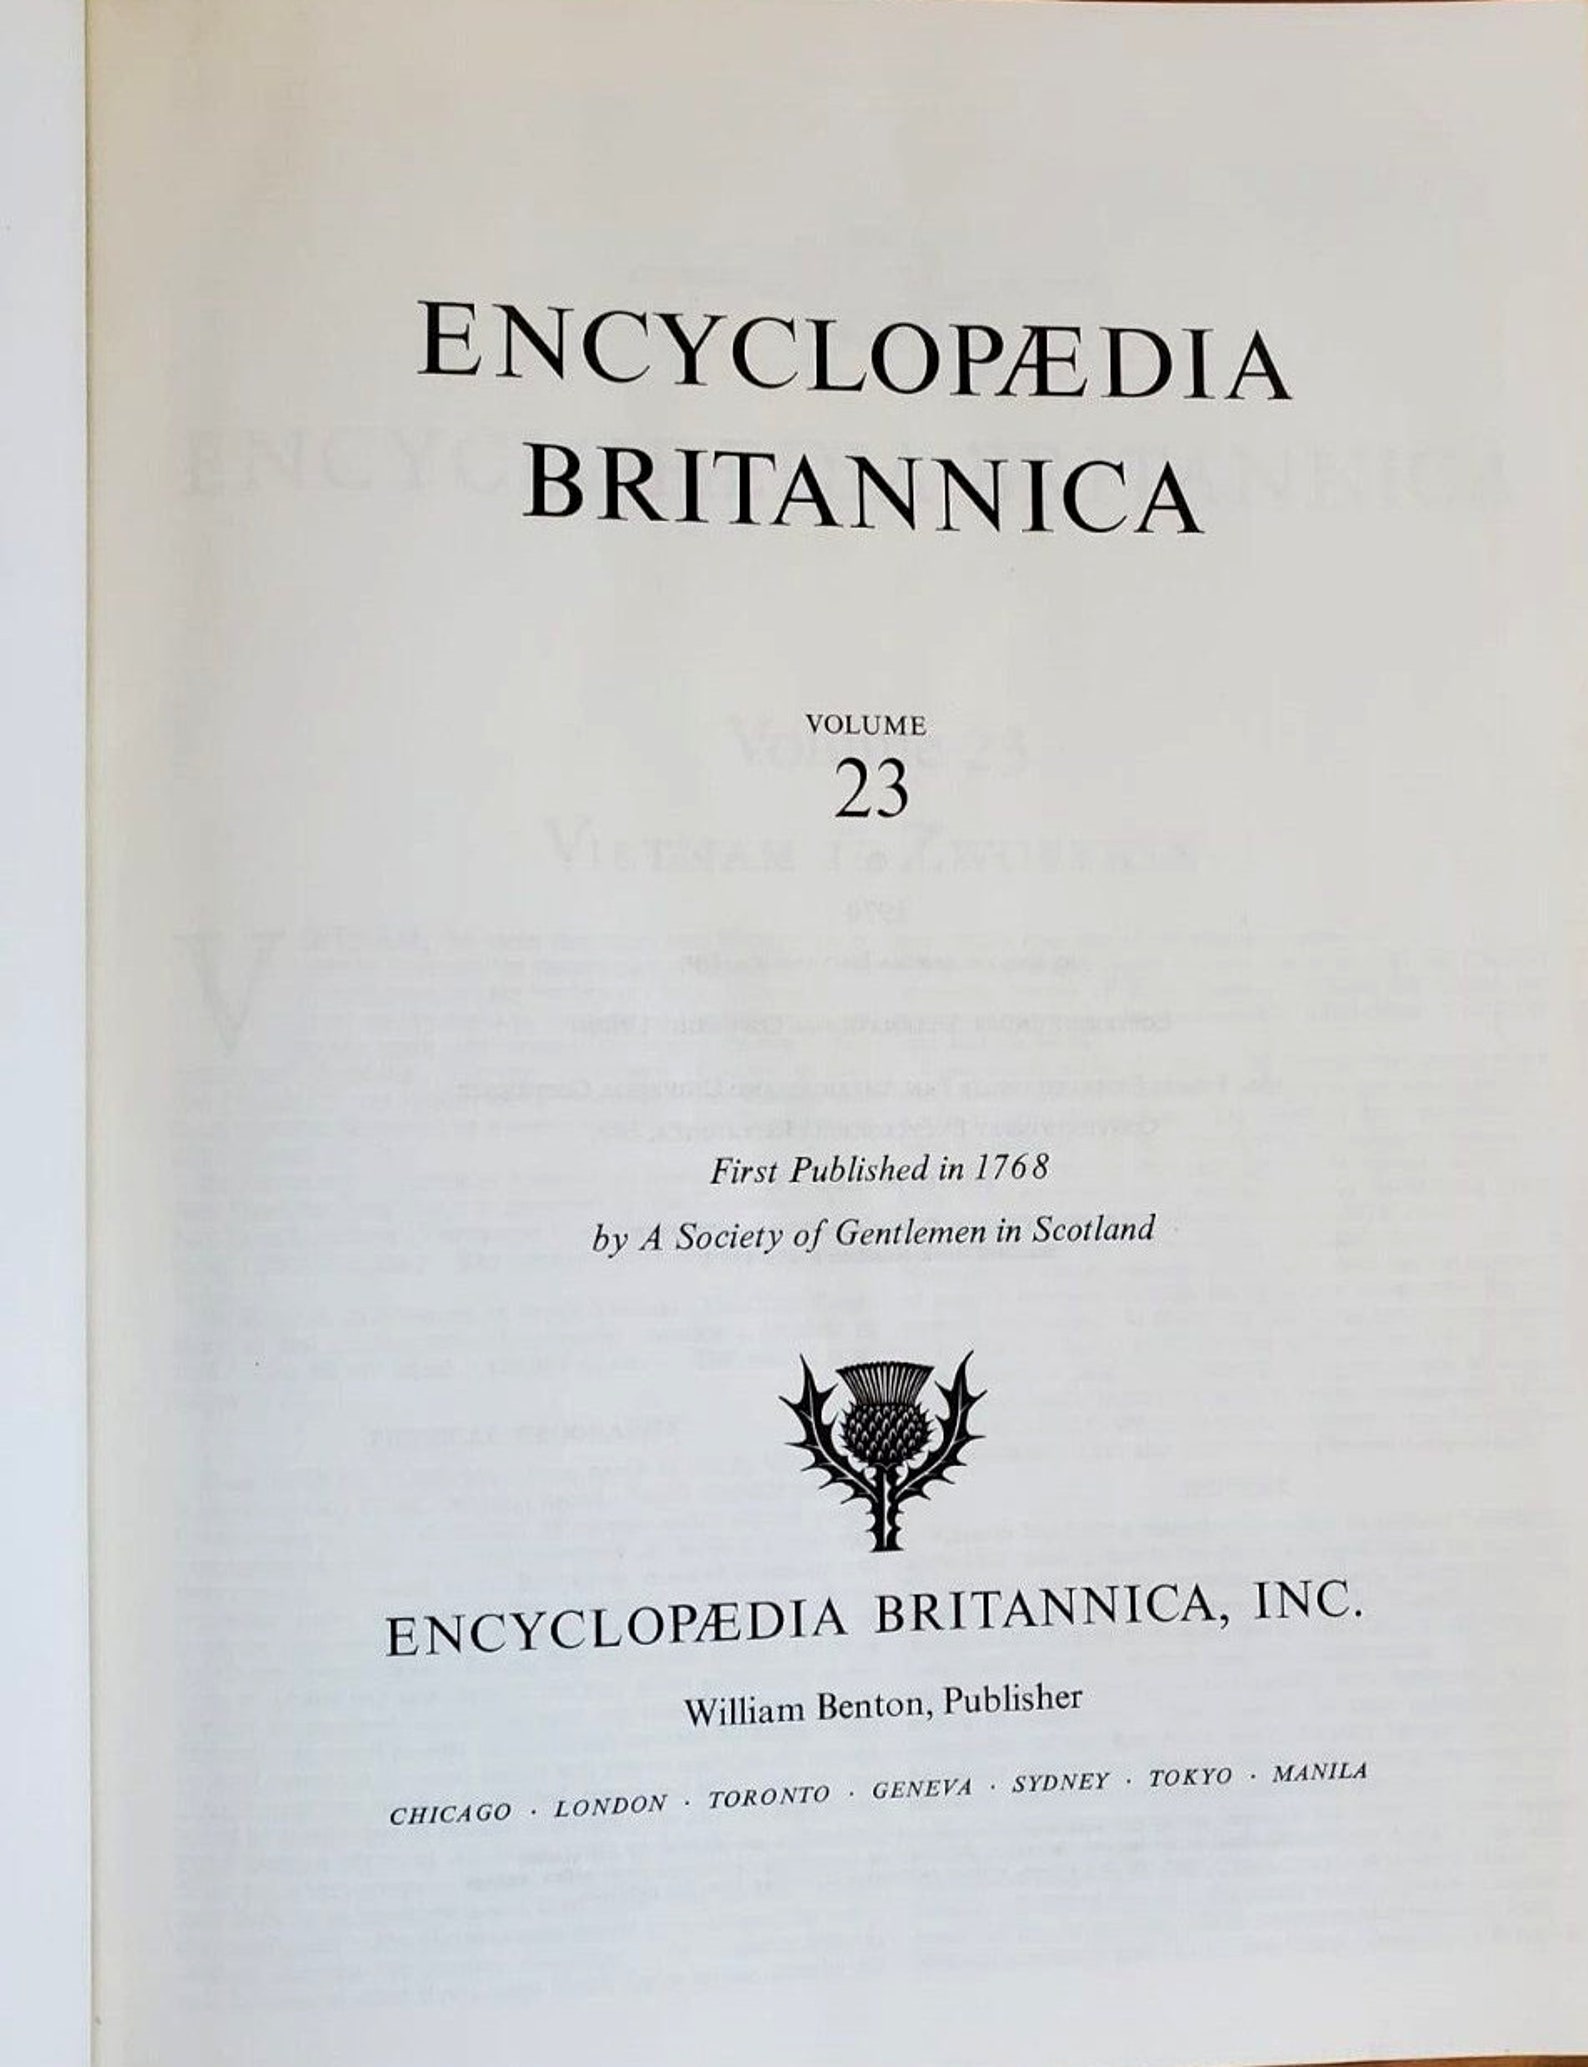 ENCYCLOPÆDIA
BRITANNICA
VOLUME
23
First Published in 1768
by A Society of Gentlemen in Scotland
ENCYCLOPÆDIA BRITANNICA, INC.
William Benton, Publisher
CHICAGO · LONDON · TORONTO · GENEVA · SYDNEY · TOKYO · MANILA